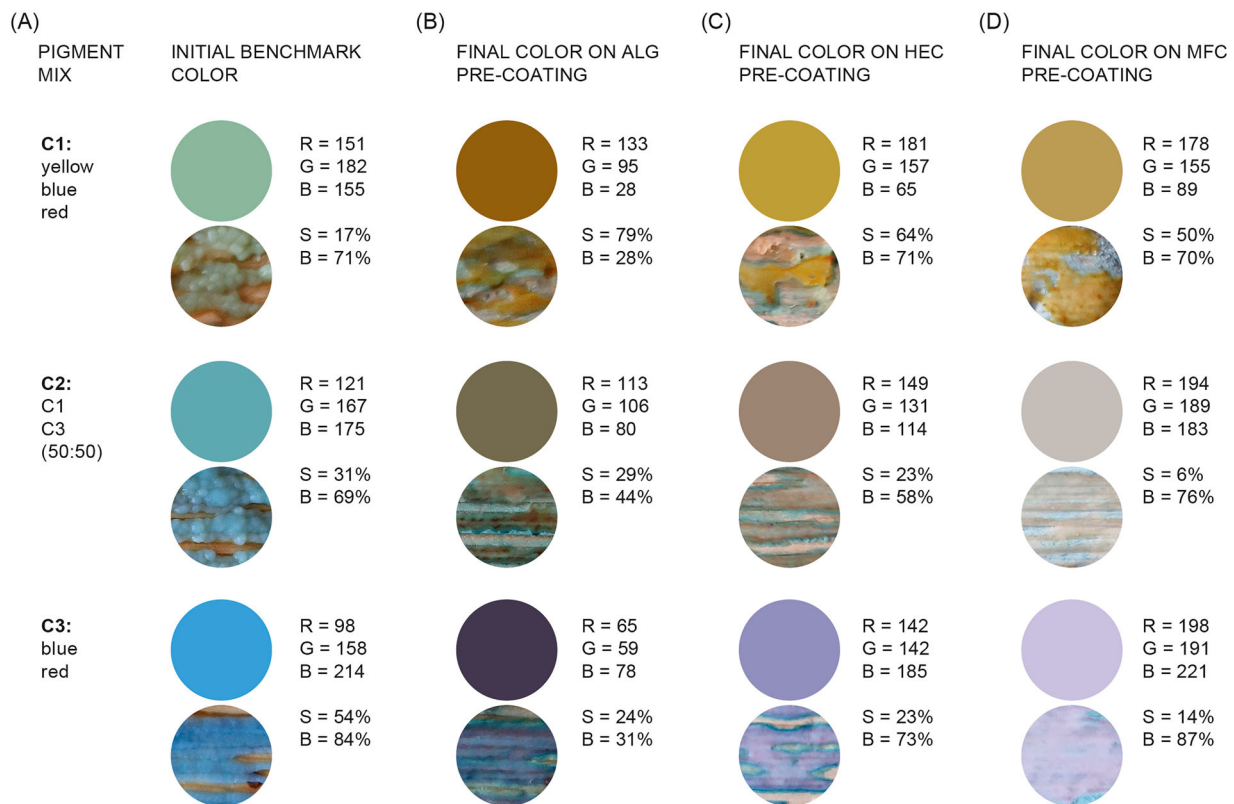 (A)
PIGMENT
MIX
INITIAL BENCHMARK
COLOR
(B)
FINAL COLOR ON ALG
PRE-COATING
(C)
FINAL COLOR ON HEC
PRE-COATING
(D)
FINAL COLOR ON MFC
PRE-COATING
C1:
yellow
blue
red
R = 151
G = 182
B = 155
S = 17%
B = 71%
R = 133
G = 95
B = 28
S = 79%
B = 28%
R = 181
G = 157
B = 65
S = 64%
B = 71%
R = 178
G = 155
B = 89
S = 50%
B = 70%
C2:
C1
C3
(50:50)
R = 121
G = 167
B = 175
S = 31%
B = 69%
R = 113
G = 106
B = 80
S = 29%
B = 44%
R = 149
G = 131
B = 114
S = 23%
B = 58%
R = 194
G = 189
B = 183
S = 6%
B = 76%
C3:
blue
red
R = 98
G = 158
B = 214
S = 54%
B = 84%
R = 65
G = 59
B = 78
S = 24%
B = 31%
R = 142
G = 142
B = 185
S = 23%
B = 73%
R = 198
G = 191
B = 221
S = 14%
B = 87%